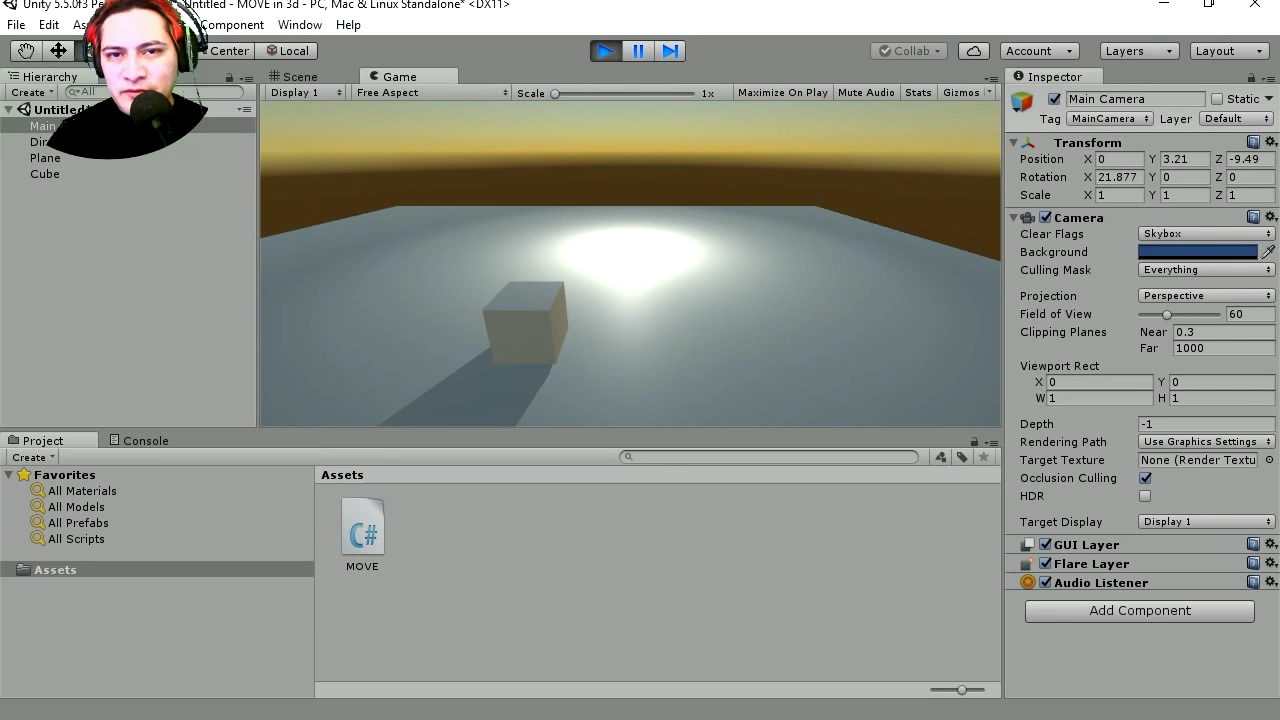 Unity 5.5.0f3 Pe Untitled - MOVE in 3d - PC, Mac & Linux Standalone* <DX11>
File Edit As Component Window Help
Center Local Collab Account Layers Layout
Hierarchy Scene Game Inspector
Create All Display 1 Free Aspect Scale 1x Maximize On Play Mute Audio Stats Gizmos Main Camera Static
Untitled Tag MainCamera Layer Default
Main
Dir Transform
Plane Position X 0 Y 3.21 Z -9.49
Cube Rotation X 21.877 Y 0 Z 0
Scale X 1 Y 1 Z 1
Camera
Clear Flags Skybox
Background
Culling Mask Everything
Projection Perspective
Field of View 60
Clipping Planes Near 0.3
Far 1000
Viewport Rect
X 0 Y 0
W 1 H 1
Depth -1
Project Console Rendering Path Use Graphics Settings
Create Target Texture None (Render Textu
Favorites Assets Occlusion Culling
All Materials HDR
All Models Target Display Display 1
All Prefabs GUI Layer
All Scripts C# Flare Layer
Assets MOVE Audio Listener
Add Component